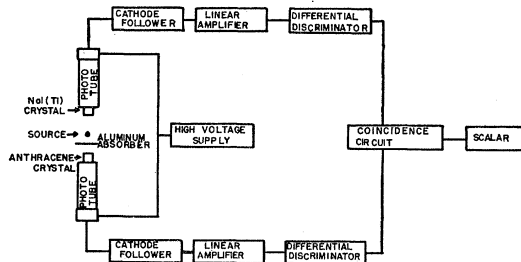 CATHODE
FOLLOWER
LINEAR
AMPLIFIER
DIFFERENTIAL
DISCRIMINATOR
PHOTO
TUBE
NaI(Tl)
CRYSTAL
SOURCE
ALUMINUM
ABSORBER
ANTHRACENE
CRYSTAL
HIGH VOLTAGE
SUPPLY
COINCIDENCE
CIRCUIT
SCALAR
PHOTO
TUBE
CATHODE
FOLLOWER
LINEAR
AMPLIFIER
DIFFERENTIAL
DISCRIMINATOR